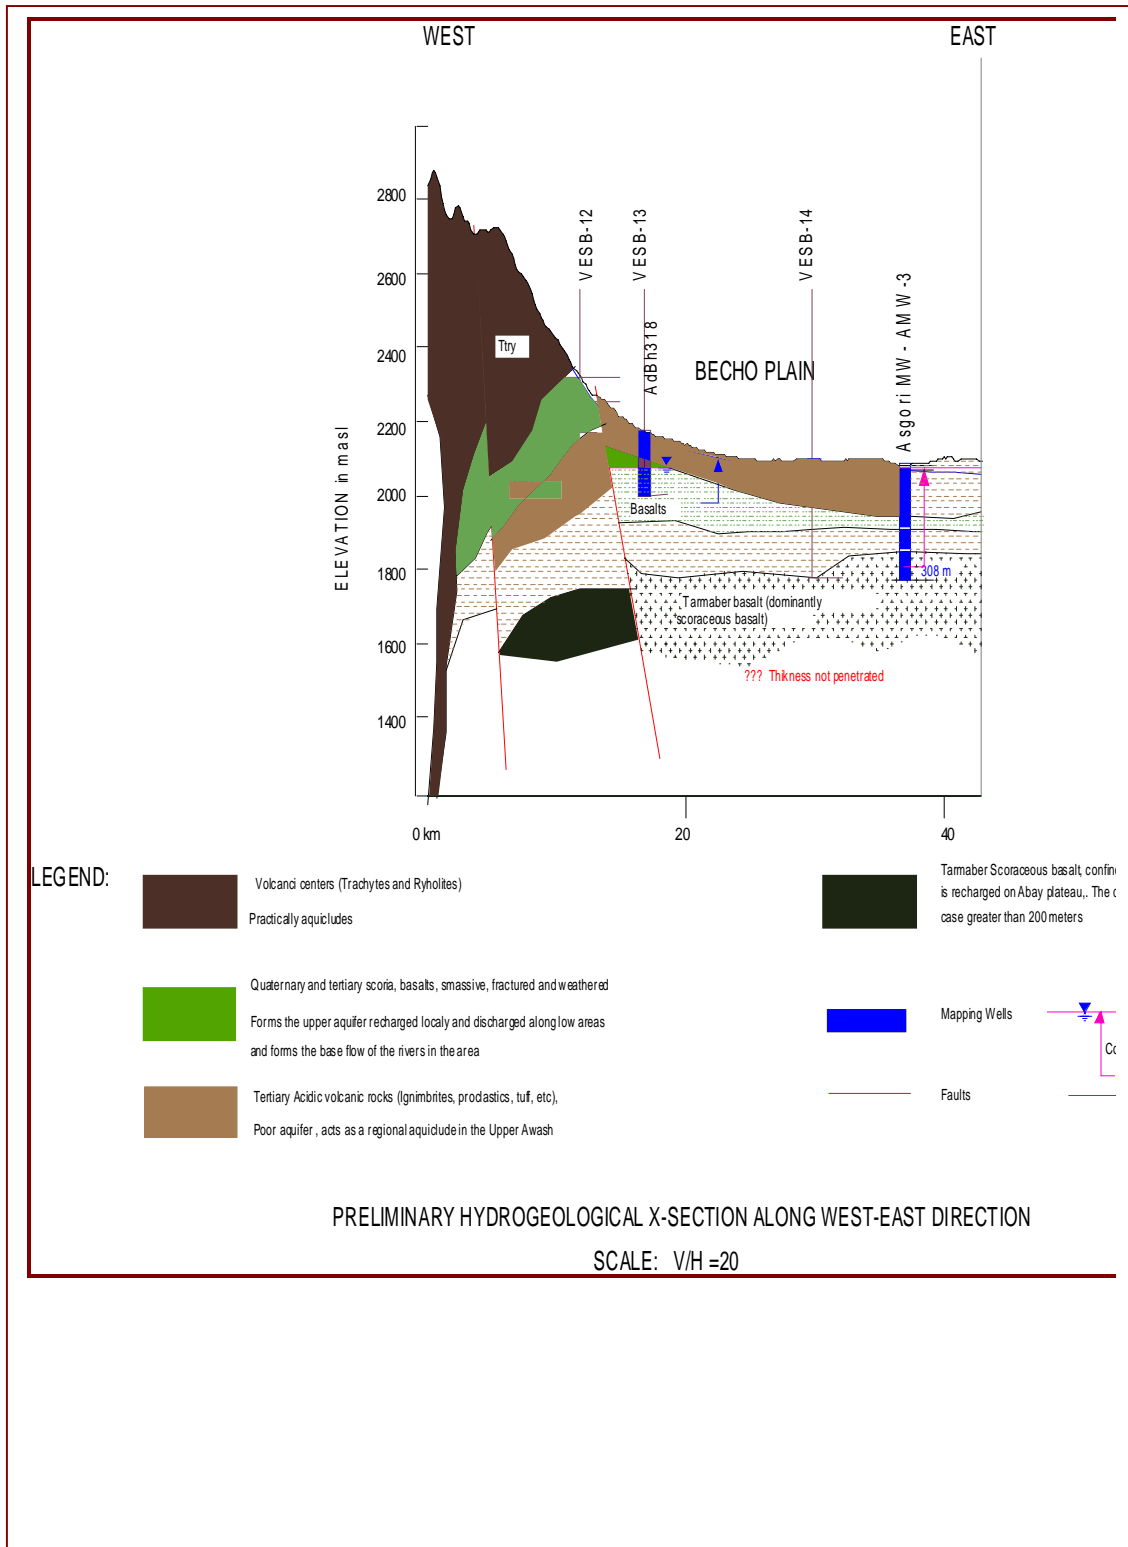 WEST
EAST
2800
2600
2400
2200
2000
1800
1600
1400
ELEVATION in masl
VESB-12
VESB-13
AdBh318
VESB-14
Asgori MW - AMW -3
BECHO PLAIN
Ttry
Basalts
308 m
Tarmaber basalt (dominantly
scoraceous basalt)
??? Thikness not penetrated
0 km
20
40
LEGEND:
Volcanci centers (Trachytes and Ryholites)
Practically aquicludes
Quaternary and tertiary scoria, basalts, smassive, fractured and weathered
Forms the upper aquifer recharged localy and discharged along low areas
and forms the base flow of the rivers in the area
Tertiary Acidic volcanic rocks (Ignimbrites, proclastics, tuf, etc),
Poor aquifer , acts as a regional aquiclude in the Upper Awash
Tarmaber Scoraceous basalt, confin
is recharged on Abay plateau,. The
case greater than 200 meters
Mapping Wells
Faults
PRELIMINARY HYDROGEOLOGICAL X-SECTION ALONG WEST-EAST DIRECTION
SCALE: V/H =20